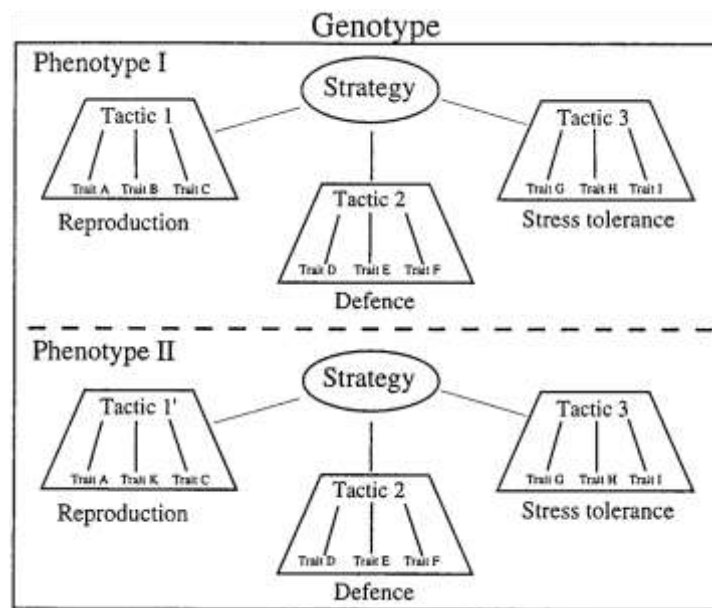 Genotype
Phenotype I
Strategy
Tactic 1
Tactic 3
Trait A Trait B Trait C
Trait G Trait H Trait I
Reproduction
Tactic 2
Stress tolerance
Trait D Trait E Trait F
Defence
Phenotype II
Strategy
Tactic 1'
Tactic 3
Trait A Trait K Trait C
Trait G Trait H Trait I
Reproduction
Tactic 2
Stress tolerance
Trait D Trait E Trait F
Defence